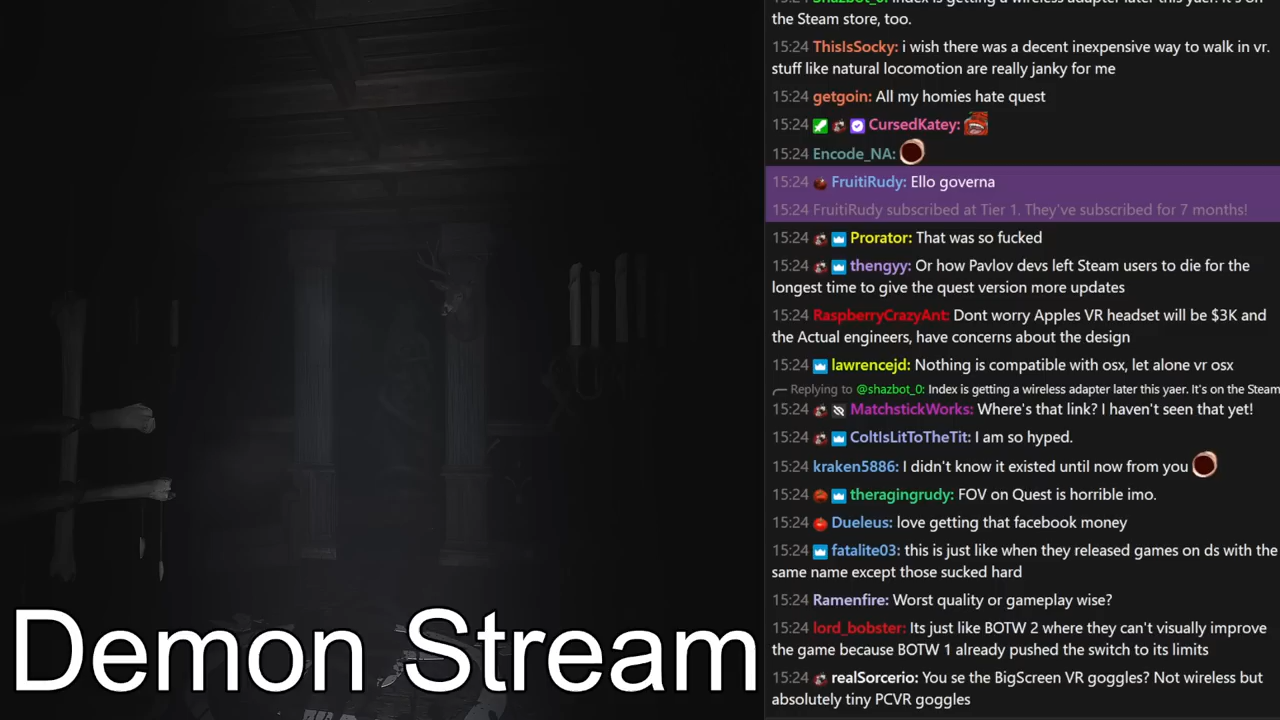 15:24 Shazbot_0: Index is getting a wireless adapter later this yaer. It's on
the Steam store, too.
15:24 ThisIsSocky: i wish there was a decent inexpensive way to walk in vr.
stuff like natural locomotion are really janky for me
15:24 getgoin: All my homies hate quest
15:24 CursedKatey:
15:24 Encode_NA:
15:24 FruitiRudy: Ello governa
15:24 FruitiRudy subscribed at Tier 1. They've subscribed for 7 months!
15:24 Prorator: That was so fucked
15:24 thengyy: Or how Pavlov devs left Steam users to die for the
longest time to give the quest version more updates
15:24 RaspberryCrazyAnt: Dont worry Apples VR headset will be $3K and
the Actual engineers, have concerns about the design
15:24 lawrencejd: Nothing is compatible with osx, let alone vr osx
Replying to @shazbot_0: Index is getting a wireless adapter later this yaer. It's on the Steam
15:24 MatchstickWorks: Where's that link? I haven't seen that yet!
15:24 ColtIsLitToTheTit: I am so hyped.
15:24 kraken5886: I didn't know it existed until now from you
15:24 theragingrudy: FOV on Quest is horrible imo.
15:24 Dueleus: love getting that facebook money
15:24 fatalite03: this is just like when they released games on ds with the
same name except those sucked hard
15:24 Ramenfire: Worst quality or gameplay wise?
15:24 lord_bobster: Its just like BOTW 2 where they can't visually improve
the game because BOTW 1 already pushed the switch to its limits
15:24 realSorcerio: You se the BigScreen VR goggles? Not wireless but
absolutely tiny PCVR goggles
Demon Stream